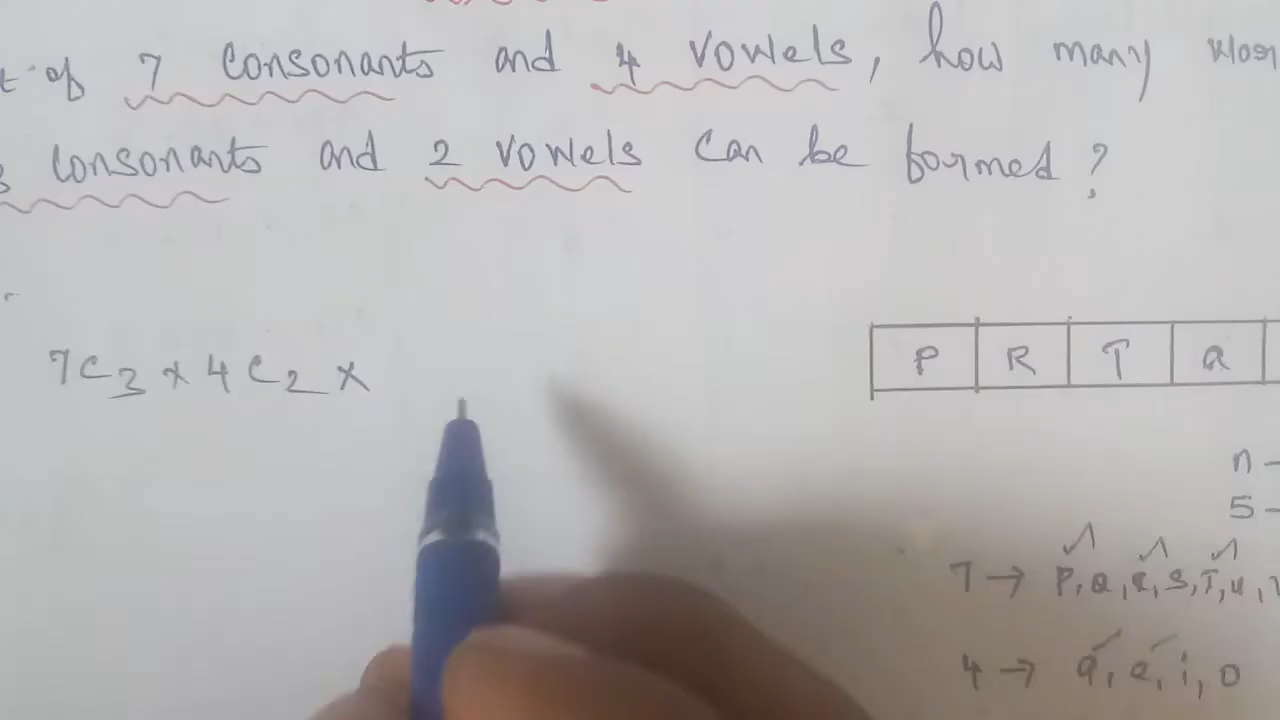 of 7 consonants and 4 vowels, how many
3 consonants and 2 vowels can be formed?
7C3 x 4C2 x
P R T a
n -
5 -
7 → P, Q, R, S, T, U,
4 → a, e, i, o